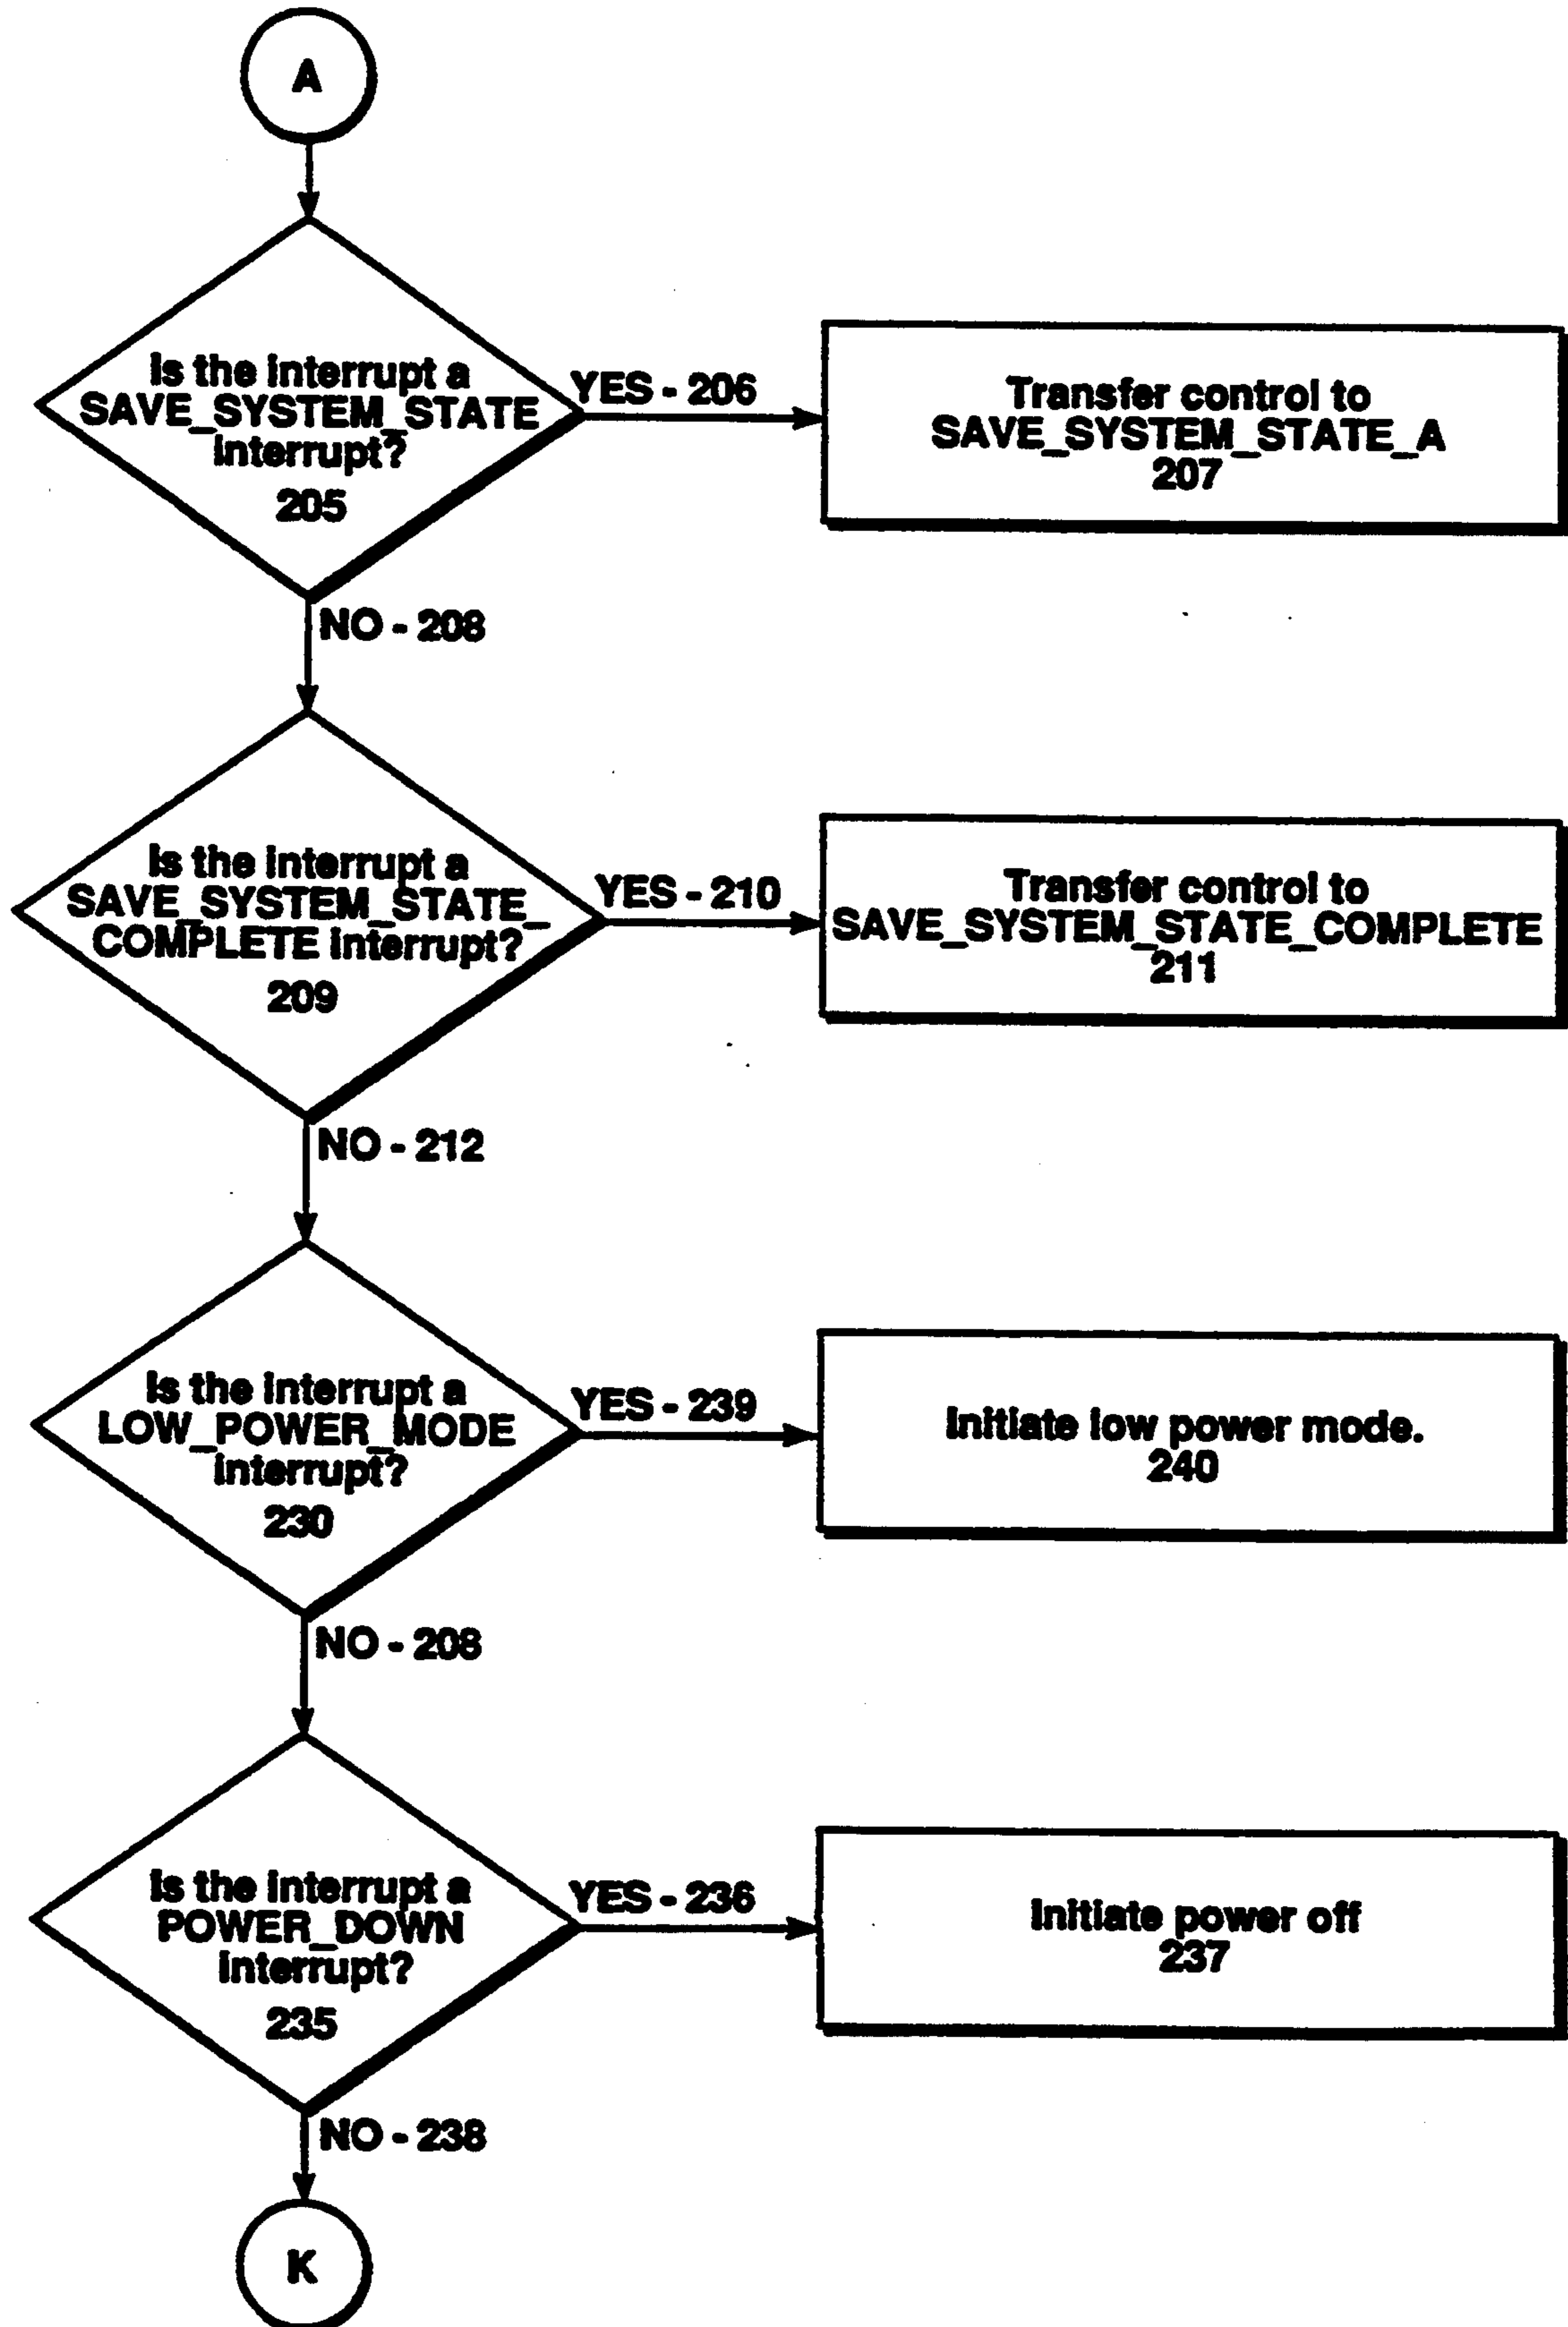 A
Is the interrupt a
SAVE_SYSTEM_STATE
interrupt?
205
YES - 206
Transfer control to
SAVE_SYSTEM_STATE_A
207
NO - 208
Is the interrupt a
SAVE_SYSTEM_STATE_
COMPLETE interrupt?
209
YES - 210
Transfer control to
SAVE_SYSTEM_STATE_COMPLETE
211
NO - 212
Is the interrupt a
LOW_POWER_MODE
interrupt?
230
YES - 239
Initiate low power mode.
240
NO - 208
Is the interrupt a
POWER_DOWN
interrupt?
235
YES - 236
Initiate power off
237
NO - 238
K